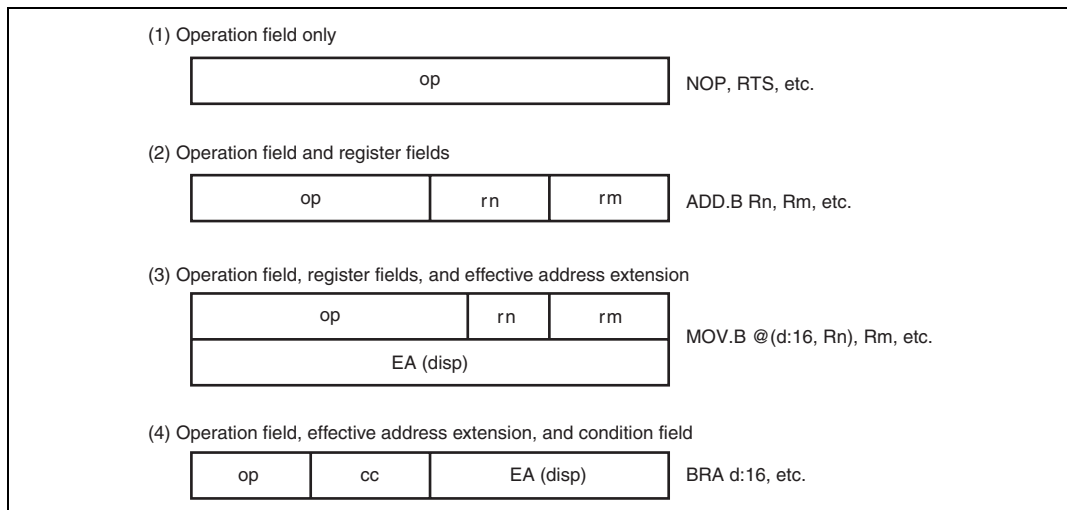 (1) Operation field only
op
NOP, RTS, etc.
(2) Operation field and register fields
op rn rm
ADD.B Rn, Rm, etc.
(3) Operation field, register fields, and effective address extension
op rn rm
MOV.B @(d:16, Rn), Rm, etc.
EA (disp)
(4) Operation field, effective address extension, and condition field
op cc EA (disp)
BRA d:16, etc.